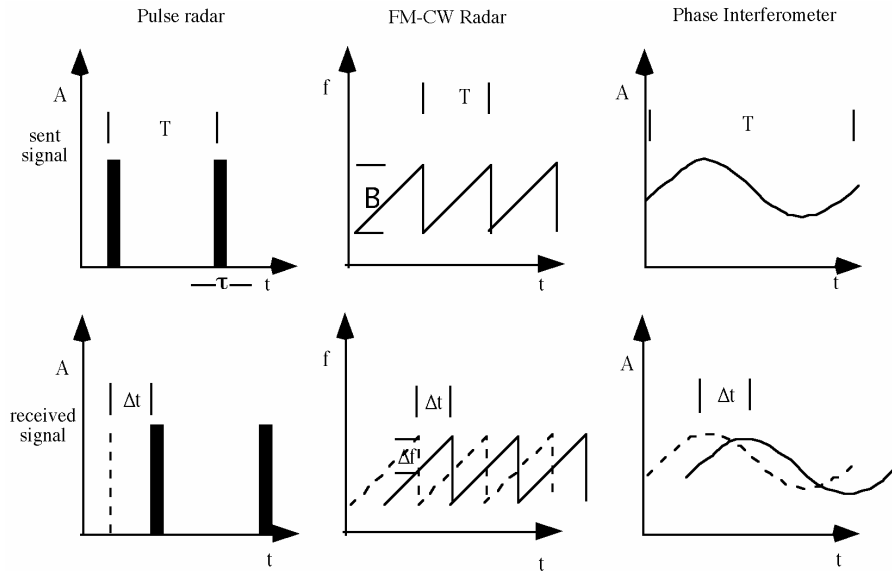 Pulse radar
FM-CW Radar
Phase Interferometer
A
sent
signal
T
τ
t
f
T
B
t
A
T
t
A
received
signal
Δt
t
f
Δt
Δf
t
A
Δt
t